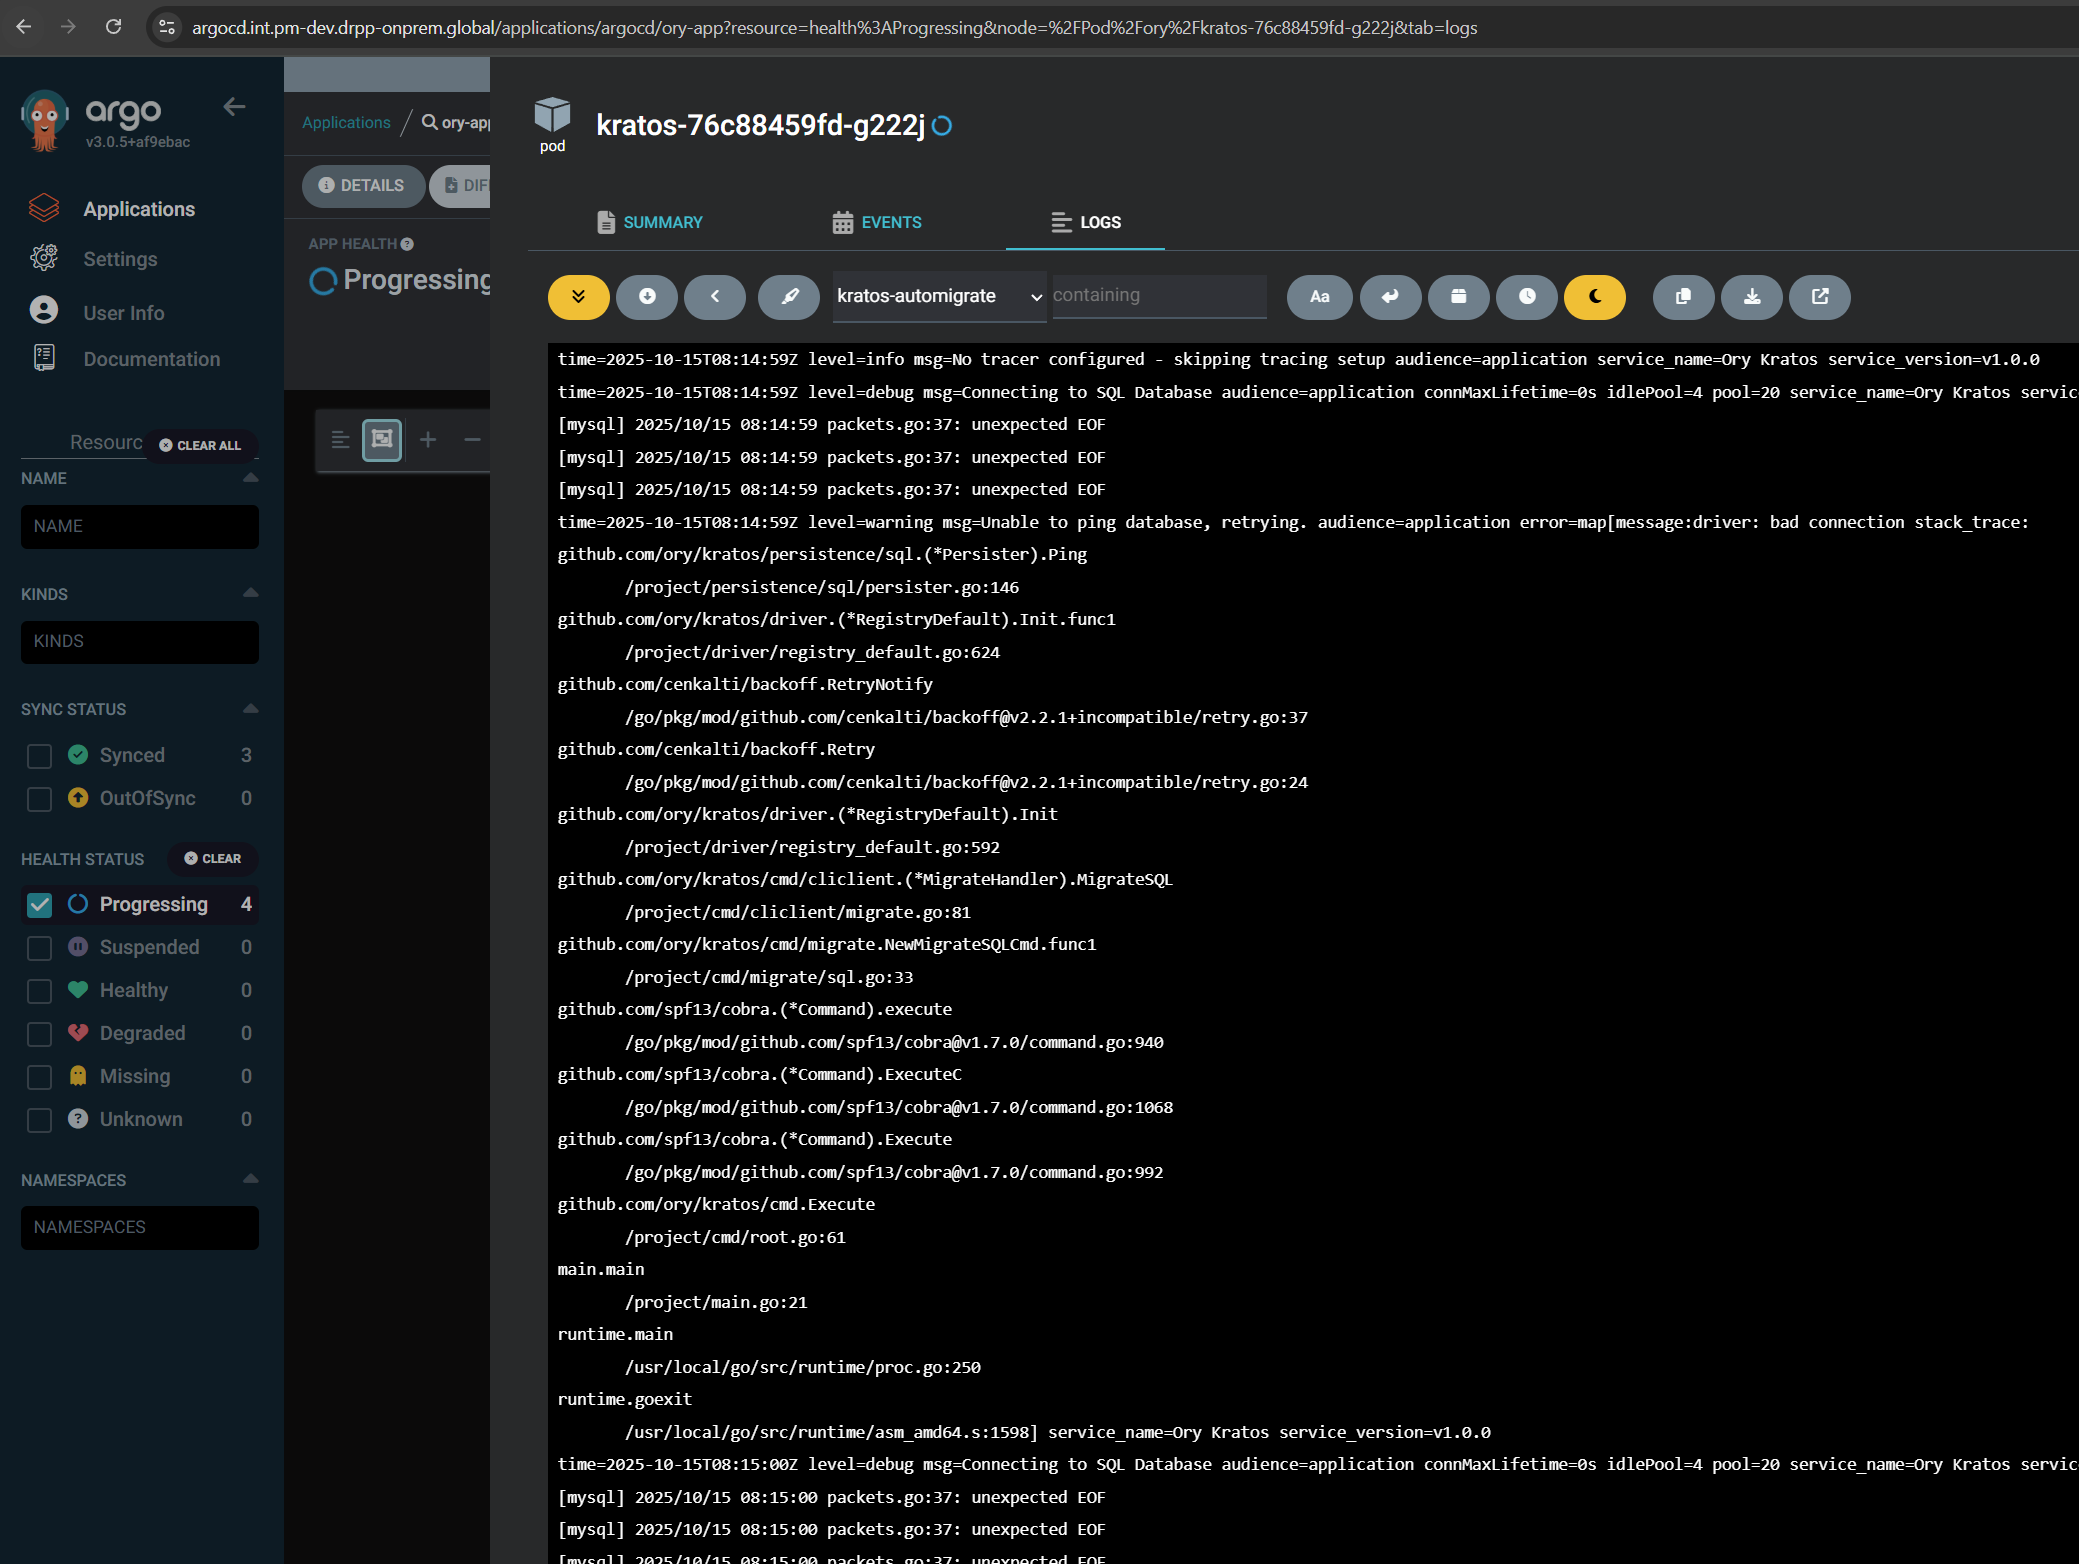 argocd.int.pm-dev.drpp-onprem.global/applications/argocd/ory-app?resource=health%3AProgressing&node=%2FPod%2Fory%2Fkratos-76c88459fd-g222j&tab=logs
argo
v3.0.5+af9ebac
Applications
Settings
User Info
Documentation
Resourc
CLEAR ALL
NAME
NAME
KINDS
KINDS
SYNC STATUS
Synced 3
OutOfSync 0
HEALTH STATUS CLEAR
Progressing 4
Suspended 0
Healthy 0
Degraded 0
Missing 0
Unknown 0
NAMESPACES
NAMESPACES
Applications / ory-app
DETAILS DIF
APP HEALTH
Progressing
pod
kratos-76c88459fd-g222j
SUMMARY EVENTS LOGS
kratos-automigrate containing Aa
time=2025-10-15T08:14:59Z level=info msg=No tracer configured - skipping tracing setup audience=application service_name=Ory Kratos service_version=v1.0.0
time=2025-10-15T08:14:59Z level=debug msg=Connecting to SQL Database audience=application connMaxLifetime=0s idlePool=4 pool=20 service_name=Ory Kratos servic
[mysql] 2025/10/15 08:14:59 packets.go:37: unexpected EOF
[mysql] 2025/10/15 08:14:59 packets.go:37: unexpected EOF
[mysql] 2025/10/15 08:14:59 packets.go:37: unexpected EOF
time=2025-10-15T08:14:59Z level=warning msg=Unable to ping database, retrying. audience=application error=map[message:driver: bad connection stack_trace:
github.com/ory/kratos/persistence/sql.(*Persister).Ping
/project/persistence/sql/persister.go:146
github.com/ory/kratos/driver.(*RegistryDefault).Init.func1
/project/driver/registry_default.go:624
github.com/cenkalti/backoff.RetryNotify
/go/pkg/mod/github.com/cenkalti/backoff@v2.2.1+incompatible/retry.go:37
github.com/cenkalti/backoff.Retry
/go/pkg/mod/github.com/cenkalti/backoff@v2.2.1+incompatible/retry.go:24
github.com/ory/kratos/driver.(*RegistryDefault).Init
/project/driver/registry_default.go:592
github.com/ory/kratos/cmd/cliclient.(*MigrateHandler).MigrateSQL
/project/cmd/cliclient/migrate.go:81
github.com/ory/kratos/cmd/migrate.NewMigrateSQLCmd.func1
/project/cmd/migrate/sql.go:33
github.com/spf13/cobra.(*Command).execute
/go/pkg/mod/github.com/spf13/cobra@v1.7.0/command.go:940
github.com/spf13/cobra.(*Command).ExecuteC
/go/pkg/mod/github.com/spf13/cobra@v1.7.0/command.go:1068
github.com/spf13/cobra.(*Command).Execute
/go/pkg/mod/github.com/spf13/cobra@v1.7.0/command.go:992
github.com/ory/kratos/cmd.Execute
/project/cmd/root.go:61
main.main
/project/main.go:21
runtime.main
/usr/local/go/src/runtime/proc.go:250
runtime.goexit
/usr/local/go/src/runtime/asm_amd64.s:1598] service_name=Ory Kratos service_version=v1.0.0
time=2025-10-15T08:15:00Z level=debug msg=Connecting to SQL Database audience=application connMaxLifetime=0s idlePool=4 pool=20 service_name=Ory Kratos servic
[mysql] 2025/10/15 08:15:00 packets.go:37: unexpected EOF
[mysql] 2025/10/15 08:15:00 packets.go:37: unexpected EOF
[mysql] 2025/10/15 08:15:00 packets.go:37: unexpected EOF